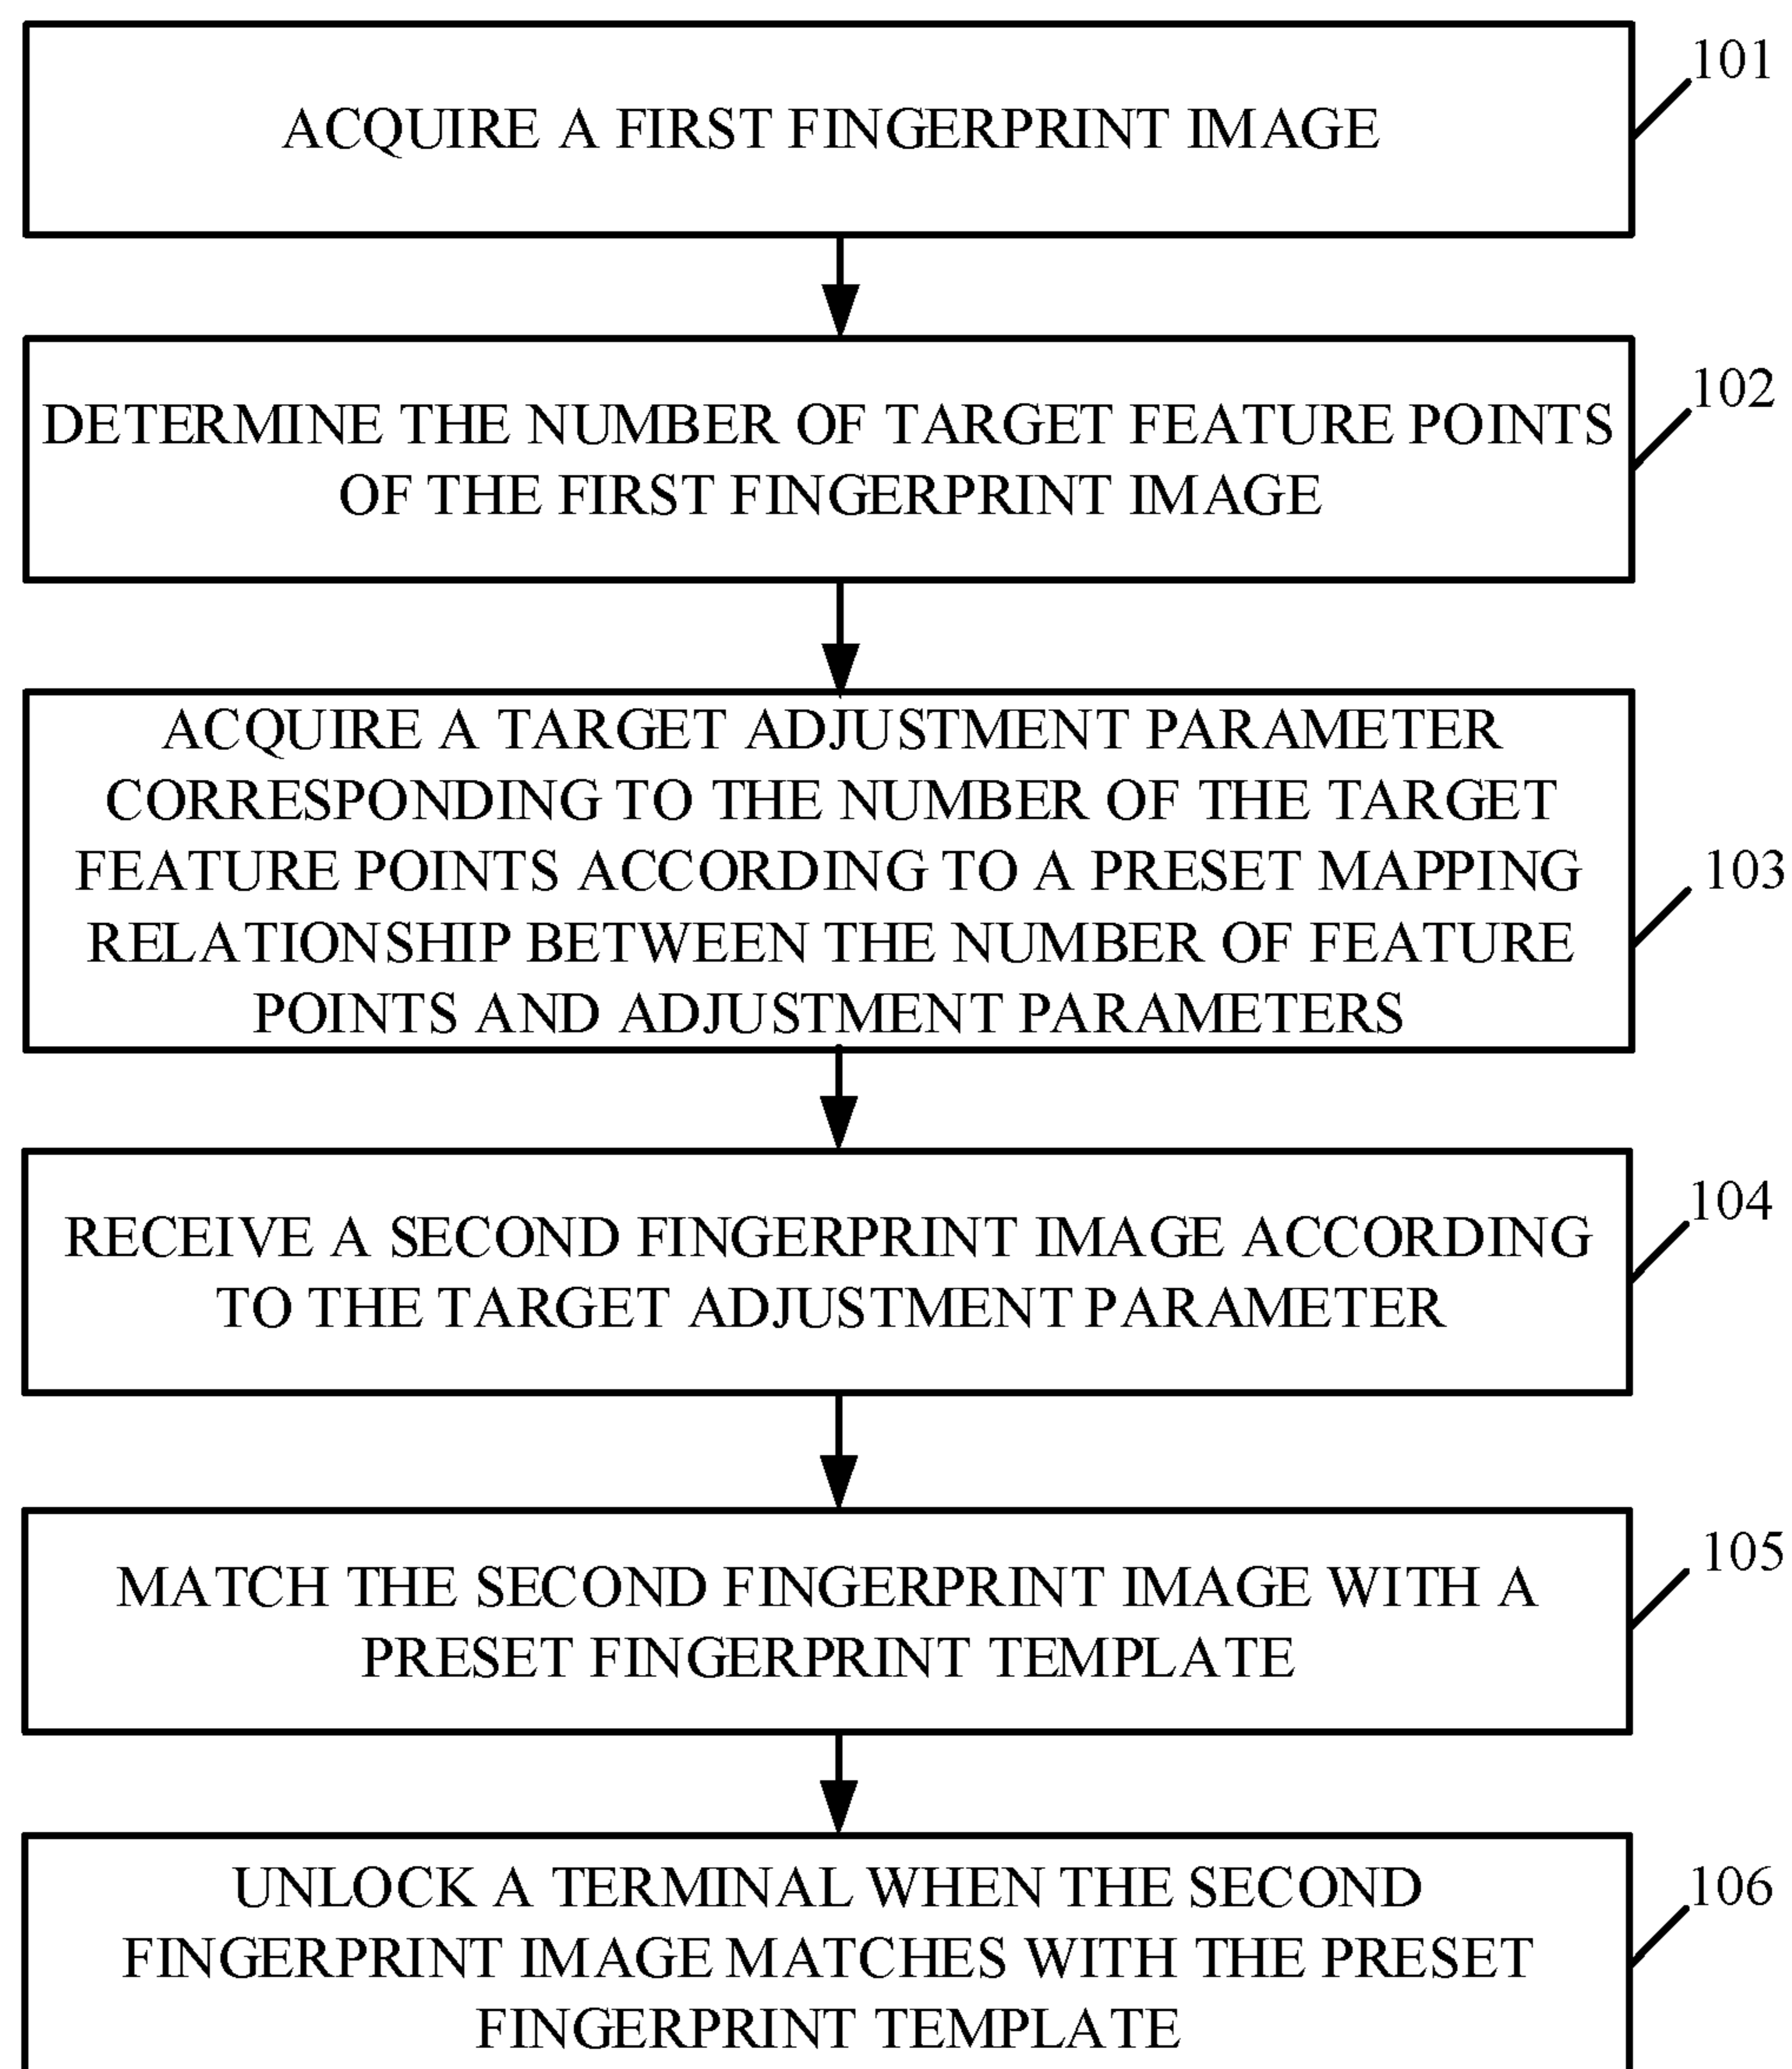 101
ACQUIRE A FIRST FINGERPRINT IMAGE
102
DETERMINE THE NUMBER OF TARGET FEATURE POINTS
OF THE FIRST FINGERPRINT IMAGE
ACQUIRE A TARGET ADJUSTMENT PARAMETER
CORRESPONDING TO THE NUMBER OF THE TARGET
FEATURE POINTS ACCORDING TO A PRESET MAPPING
103
RELATIONSHIP BETWEEN THE NUMBER OF FEATURE
POINTS AND ADJUSTMENT PARAMETERS
104
RECEIVE A SECOND FINGERPRINT IMAGE ACCORDING
TO THE TARGET ADJUSTMENT PARAMETER
105
MATCH THE SECOND FINGERPRINT IMAGE WITH A
PRESET FINGERPRINT TEMPLATE
106
UNLOCK A TERMINAL WHEN THE SECOND
FINGERPRINT IMAGE MATCHES WITH THE PRESET
FINGERPRINT TEMPLATE